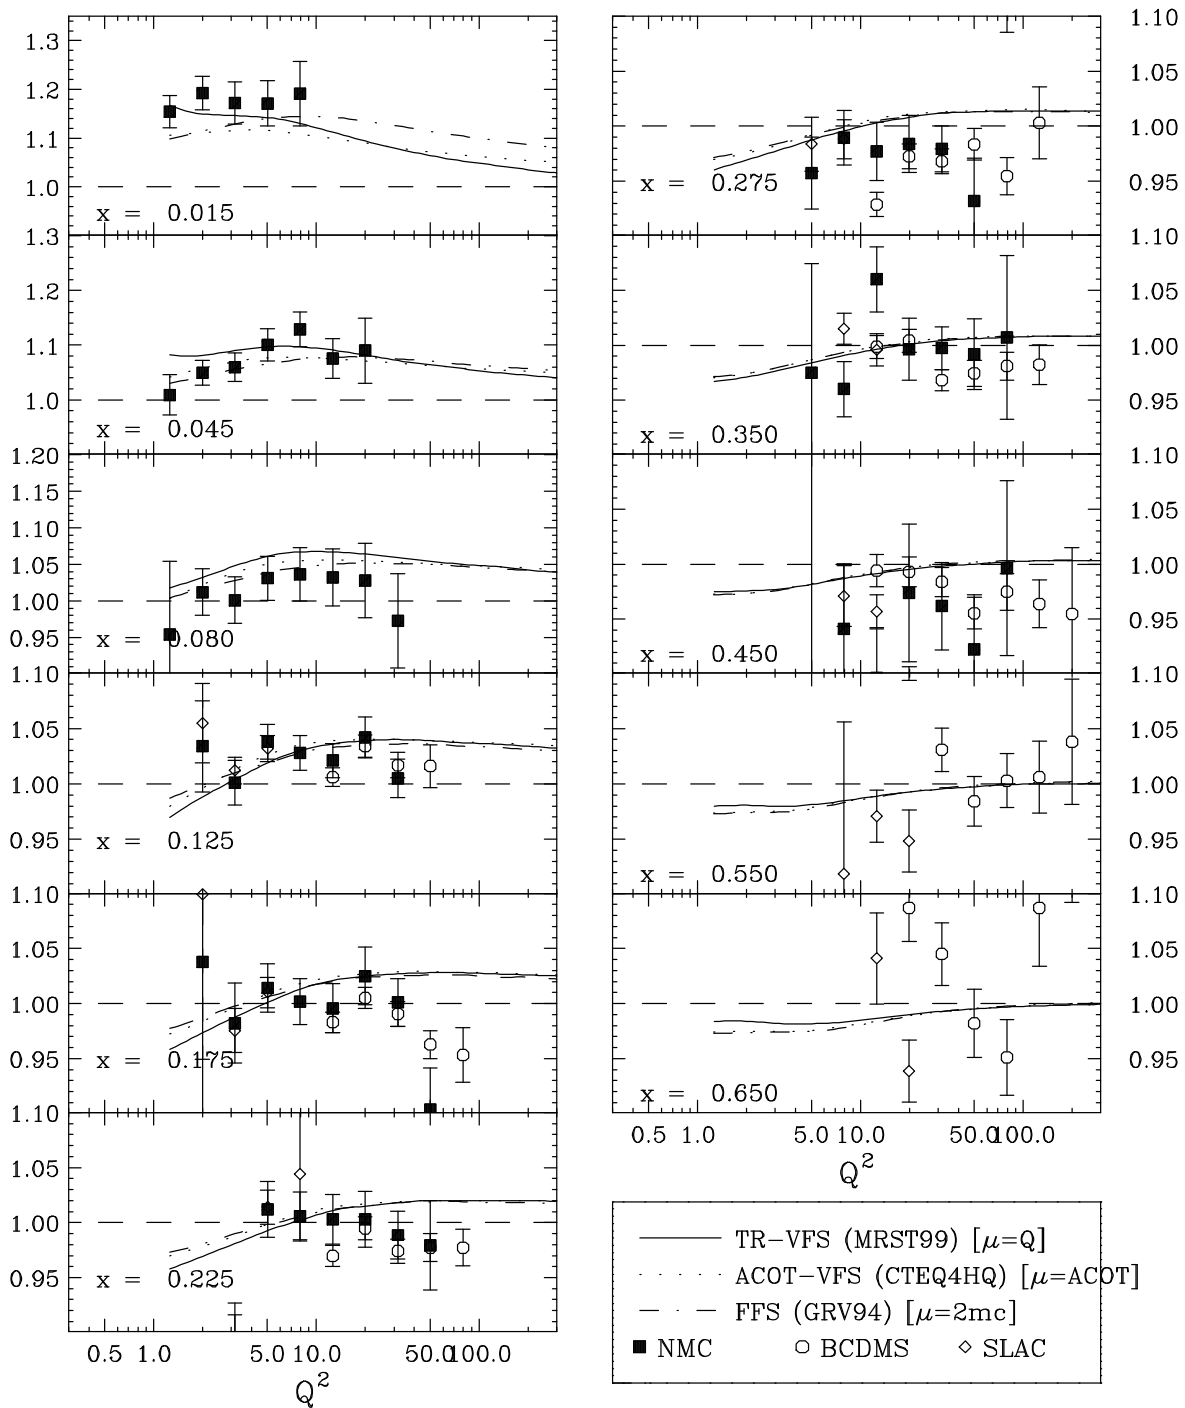 1.3
1.2
1.1
1.0
x = 0.015
1.3
1.2
1.1
1.0
x = 0.045
1.20
1.15
1.10
1.05
1.00
0.95
x = 0.080
1.10
1.05
1.00
0.95
x = 0.125
1.10
1.05
1.00
0.95
x = 0.175
1.10
1.05
1.00
0.95
x = 0.225
0.5 1.0 5.0 10.0 50.0 100.0
Q²
1.10
1.05
1.00
0.95
x = 0.275
1.10
1.05
1.00
0.95
x = 0.350
1.10
1.05
1.00
0.95
x = 0.450
1.10
1.05
1.00
0.95
x = 0.550
1.10
1.05
1.00
0.95
x = 0.650
0.5 1.0 5.0 10.0 50.0 100.0
Q²
TR-VFS (MRST99) [μ=Q]
ACOT-VFS (CTEQ4HQ) [μ=ACOT]
FFS (GRV94) [μ=2mc]
NMC BCDMS SLAC